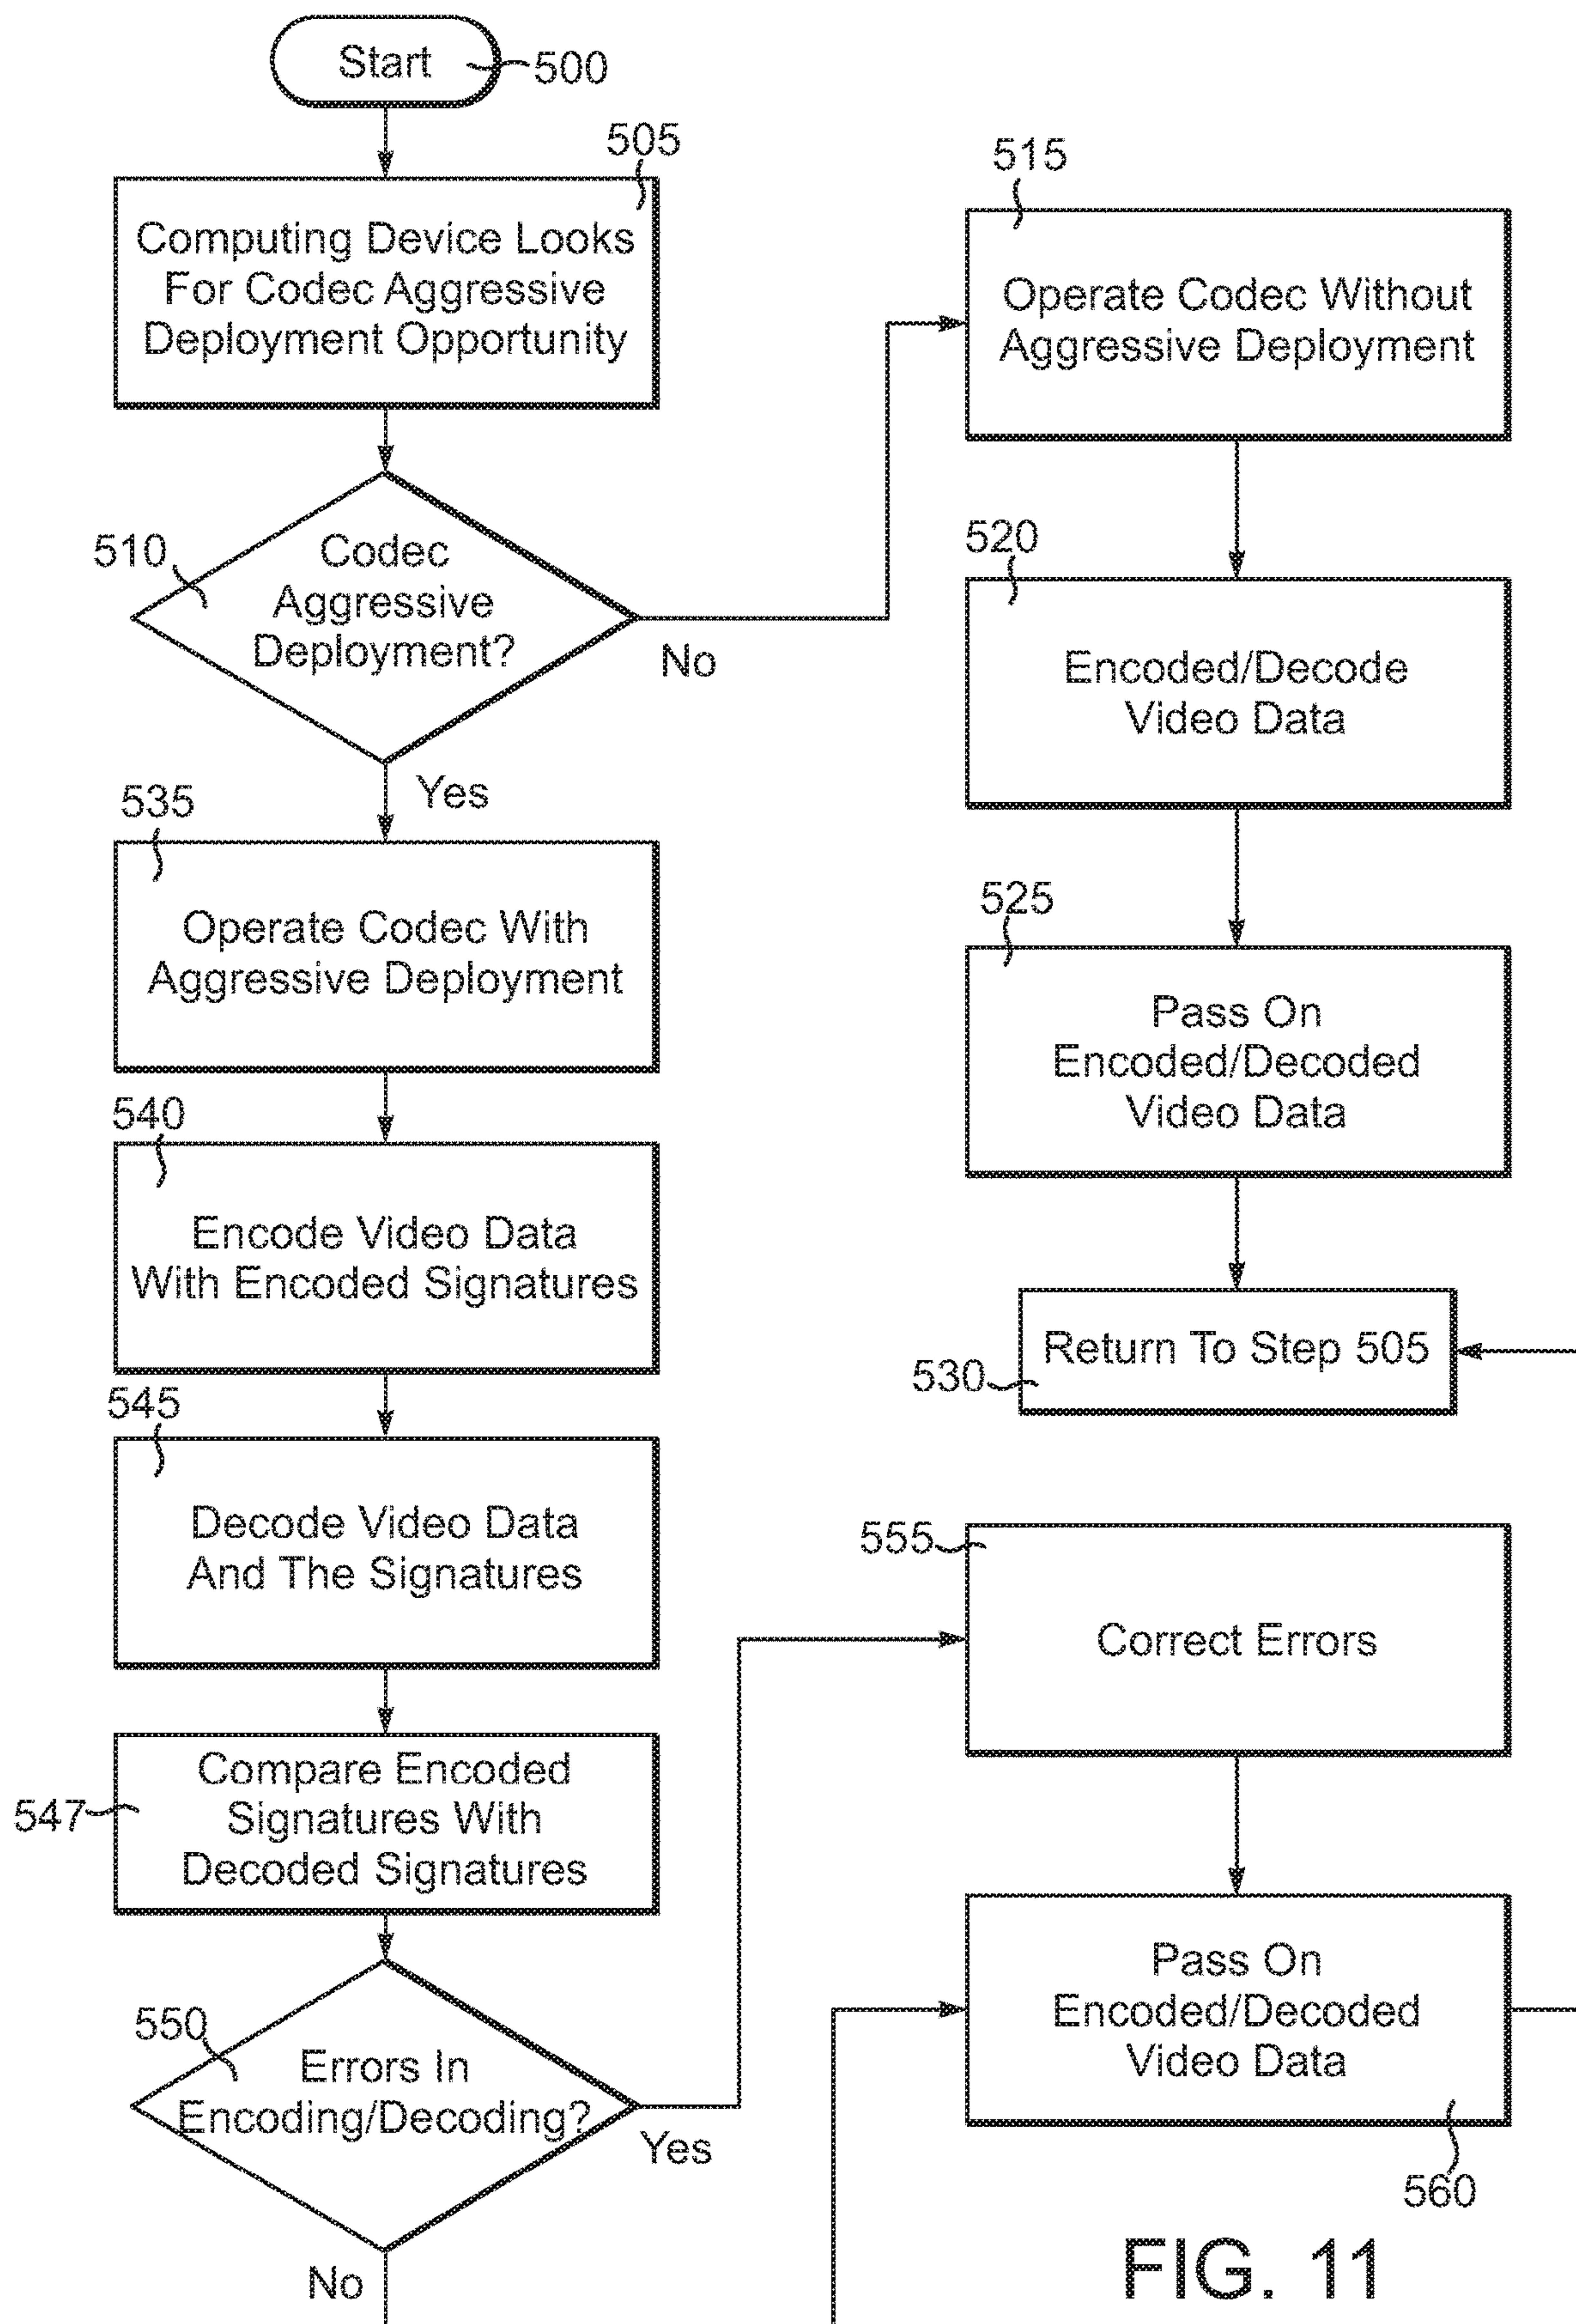 Start
500
505
Computing Device Looks
For Codec Aggressive
Deployment Opportunity
510
Codec
Aggressive
Deployment?
No
Yes
515
Operate Codec Without
Aggressive Deployment
520
Encoded/Decode
Video Data
525
Pass On
Encoded/Decoded
Video Data
530
Return To Step 505
535
Operate Codec With
Aggressive Deployment
540
Encode Video Data
With Encoded Signatures
545
Decode Video Data
And The Signatures
547
Compare Encoded
Signatures With
Decoded Signatures
550
Errors In
Encoding/Decoding?
Yes
No
555
Correct Errors
Pass On
Encoded/Decoded
Video Data
560
FIG. 11